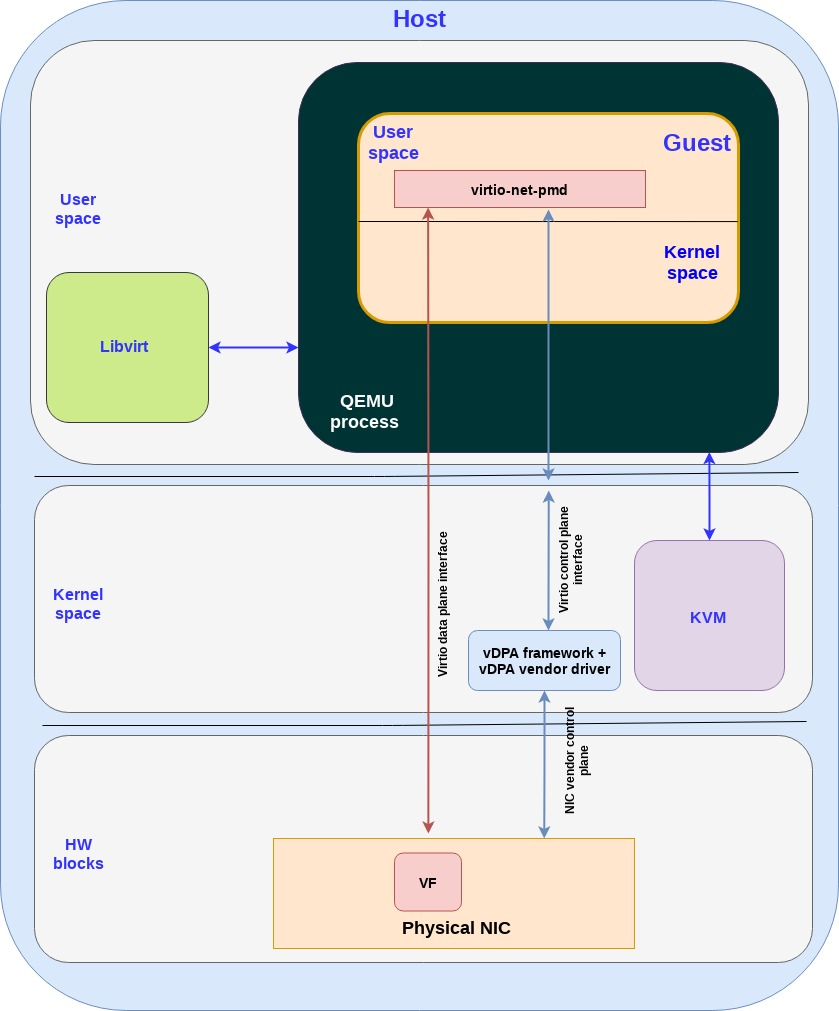 Host
User
space
Guest
virtio-net-pmd
User
space
Kernel
space
Libvirt
QEMU
process
Virtio data plane interface
Virtio control plane
interface
Kernel
space
KVM
vDPA framework +
vDPA vendor driver
NIC vendor control
plane
HW
blocks
VF
Physical NIC